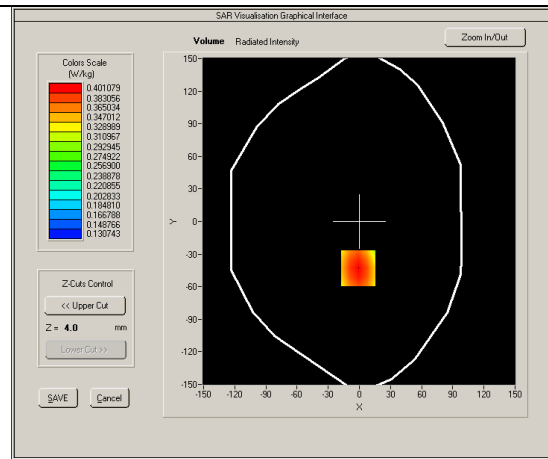 SAR Visualisation Graphical Interface
Volume Radiated Intensity
Zoom In/Out
Colors Scale
(W/kg)
0.401079
0.383056
0.365034
0.347012
0.328989
0.310967
0.292945
0.274922
0.256900
0.238878
0.220855
0.202833
0.184810
0.166788
0.148766
0.130743
Z-Cuts Control
<< Upper Cut
Z = 4.0 mm
Lower Cut >>
SAVE Cancel
150
120
90
60
30
0
-30
-60
-90
-120
-150
Y
-150 -120 -90 -60 -30 0 30 60 90 120 150
X